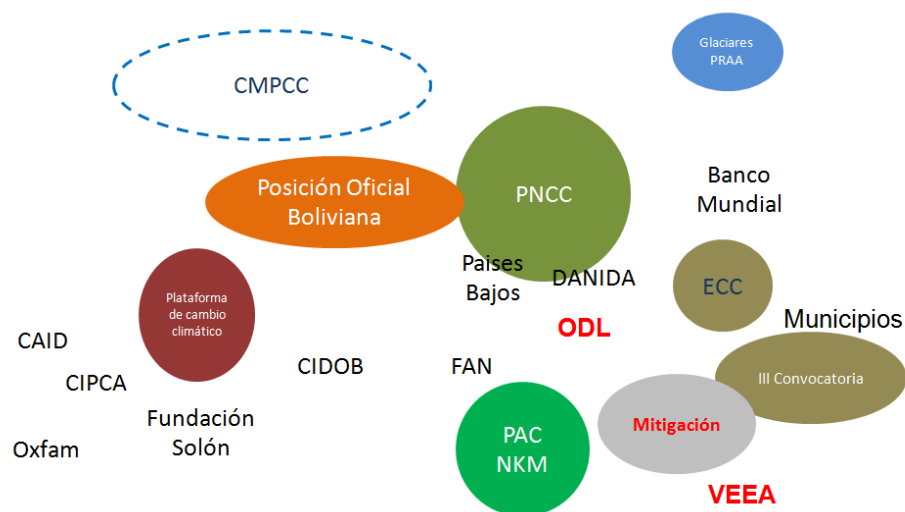 Glaciares
PRAA
CMPCC
Posición Oficial
Boliviana
PNCC
Banco
Mundial
Paises
Bajos
DANIDA
ECC
Plataforma
de cambio
climático
Municipios
ODL
CAID
CIPCA
CIDOB
FAN
III Convocatoria
Fundación
Solón
Oxfam
PAC
NKM
Mitigación
VEEA